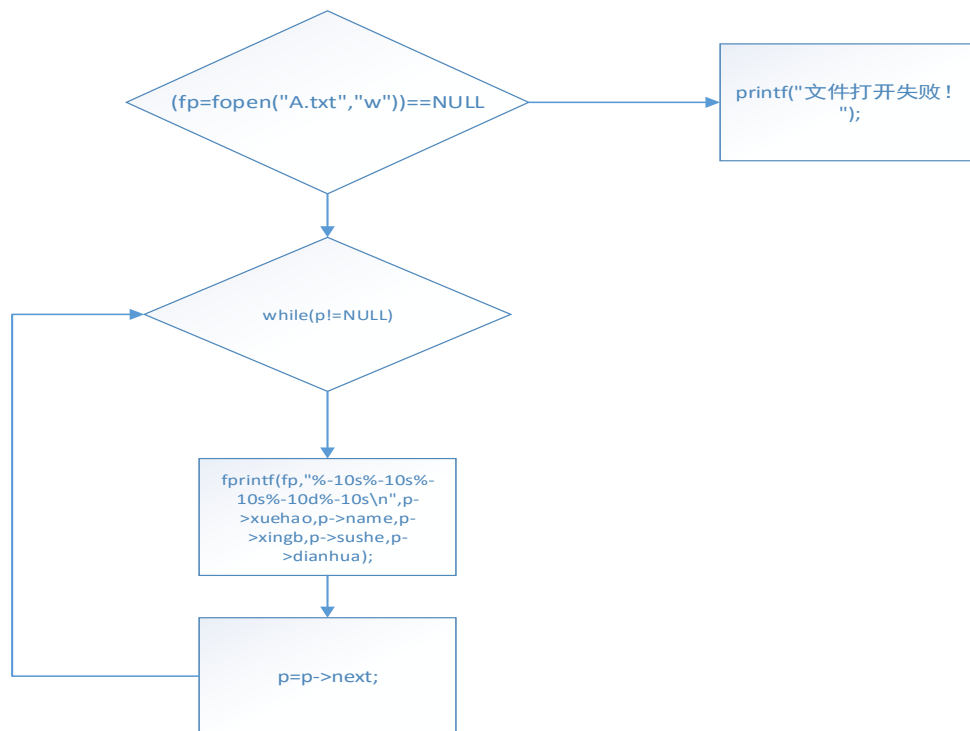 (fp=fopen("A.txt","w"))==NULL
printf("文件打开失败！
");
while(p!=NULL)
fprintf(fp,"%-10s%-10s%-
10s%-10d%-10s\n",p-
>xuehao,p->name,p-
>xingb,p->sushe,p-
>dianhua);
p=p->next;